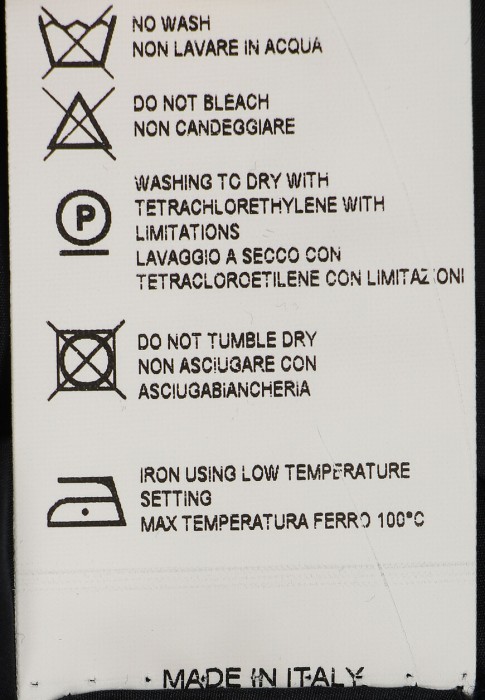 NO WASH
NON LAVARE IN ACQUA
DO NOT BLEACH
NON CANDEGGIARE
P
WASHING TO DRY WITH
TETRACHLORETHYLENE WITH
LIMITATIONS
LAVAGGIO A SECCO CON
TETRACLOROETILENE CON LIMITAZIONI
DO NOT TUMBLE DRY
NON ASCIUGARE CON
ASCIUGABIANCHERIA
IRON USING LOW TEMPERATURE
SETTING
MAX TEMPERATURA FERRO 100°C
MADE IN ITALY